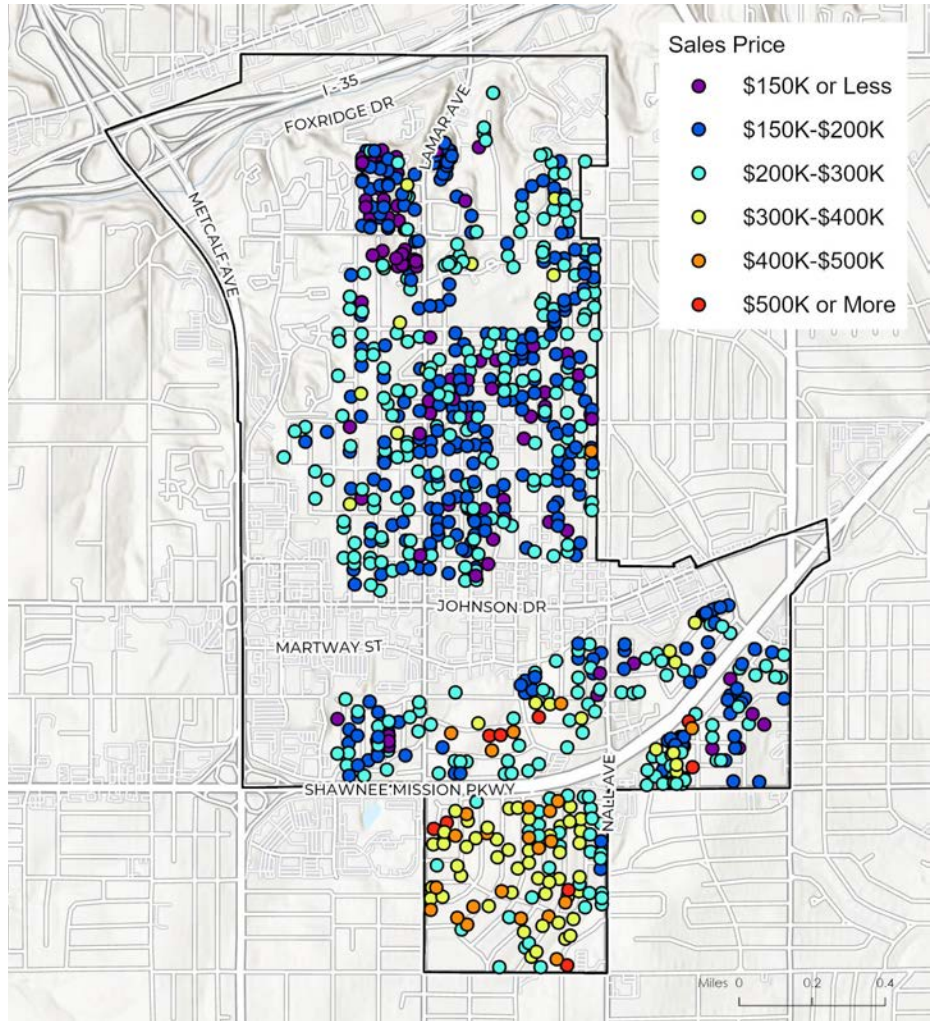 Sales Price
$150K or Less
$150K-$200K
$200K-$300K
$300K-$400K
$400K-$500K
$500K or More
I - 35
FOXRIDGE DR
LAMAR AVE
METCALF AVE
JOHNSON DR
MARTWAY ST
SHAWNEE MISSION PKWY
NALL AVE
Miles 0 0.2 0.4